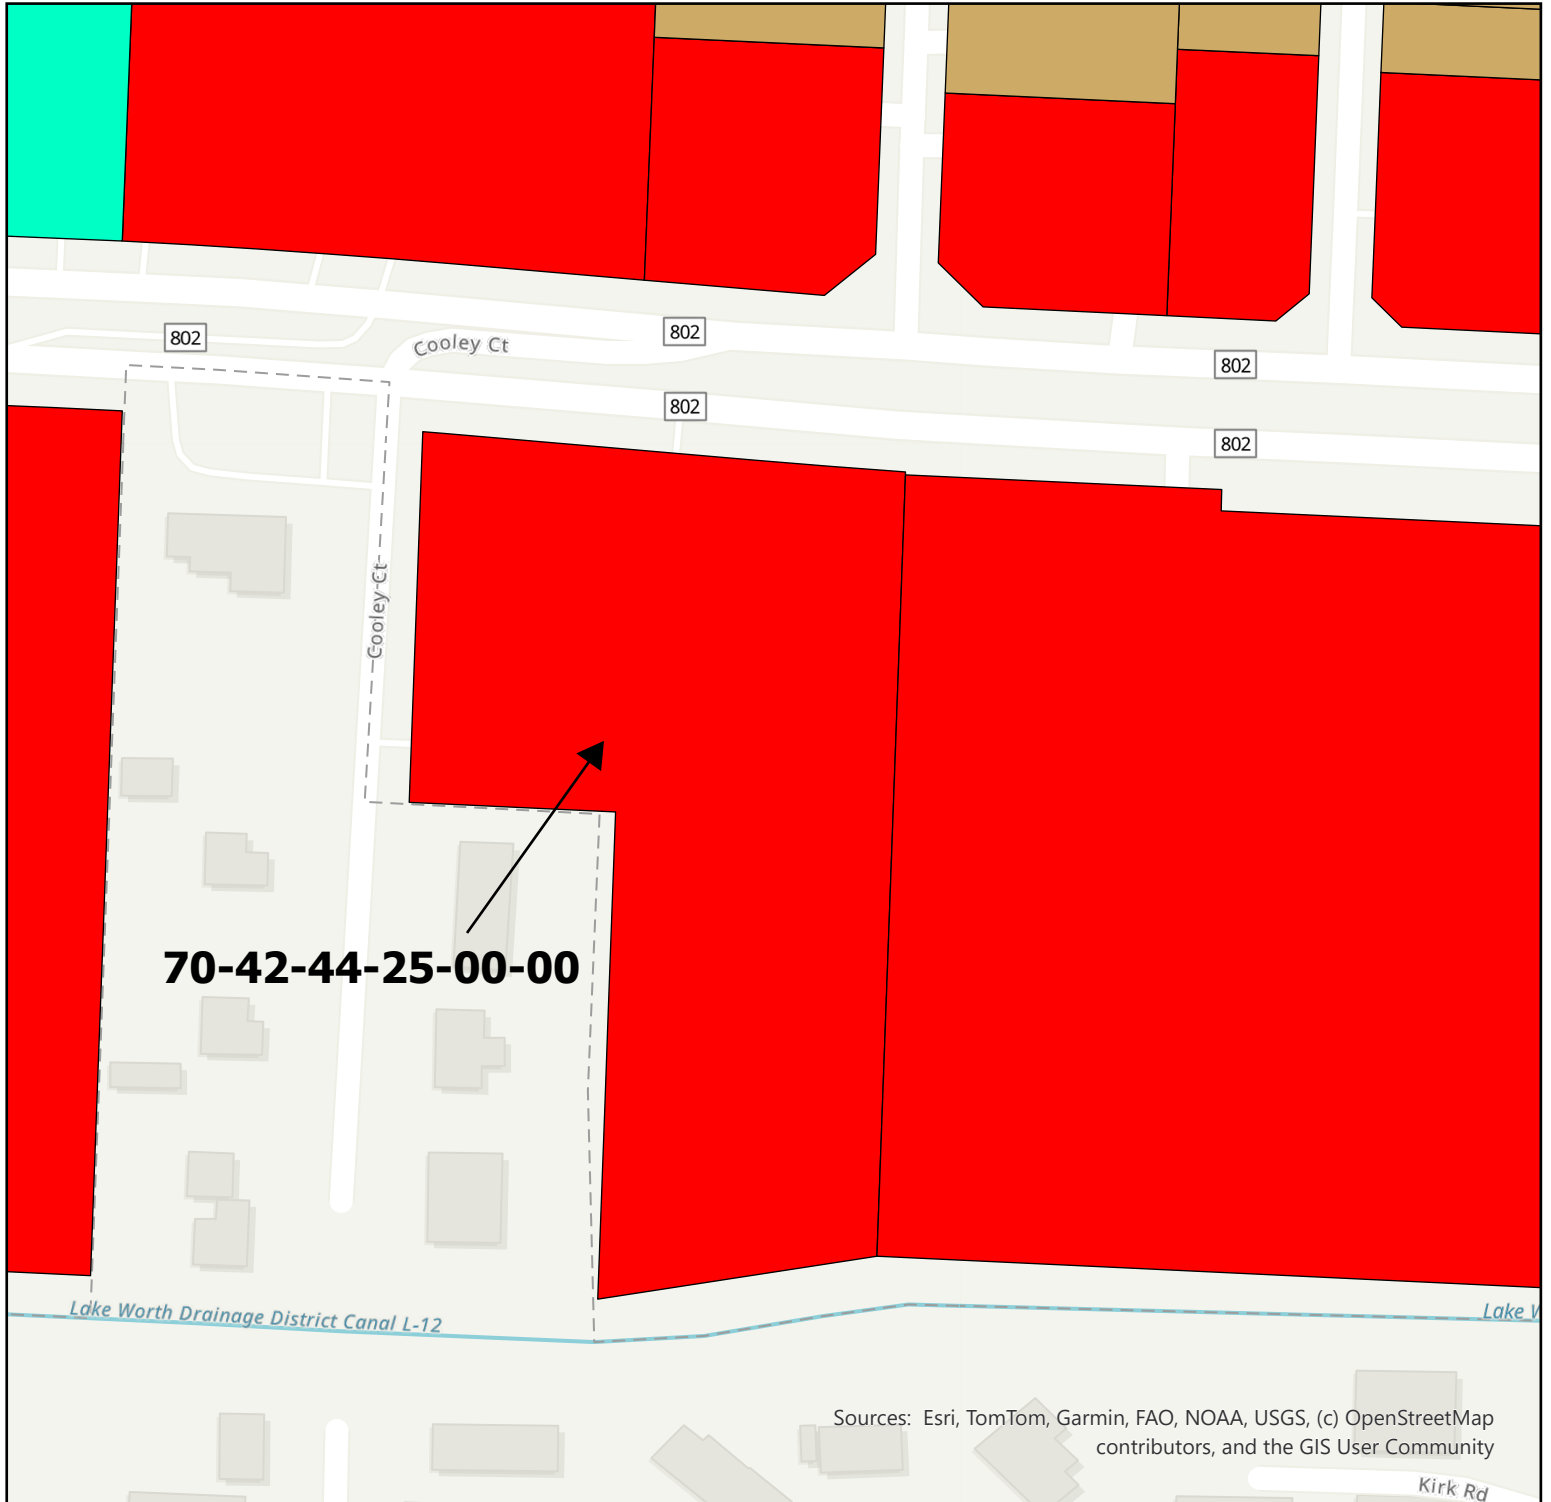 802
Cooley Ct
802
802
802
802
Cooley Ct
70-42-44-25-00-00
Lake Worth Drainage District Canal L-12
Lake W
Sources: Esri, TomTom, Garmin, FAO, NOAA, USGS, (c) OpenStreetMap
contributors, and the GIS User Community
Kirk Rd